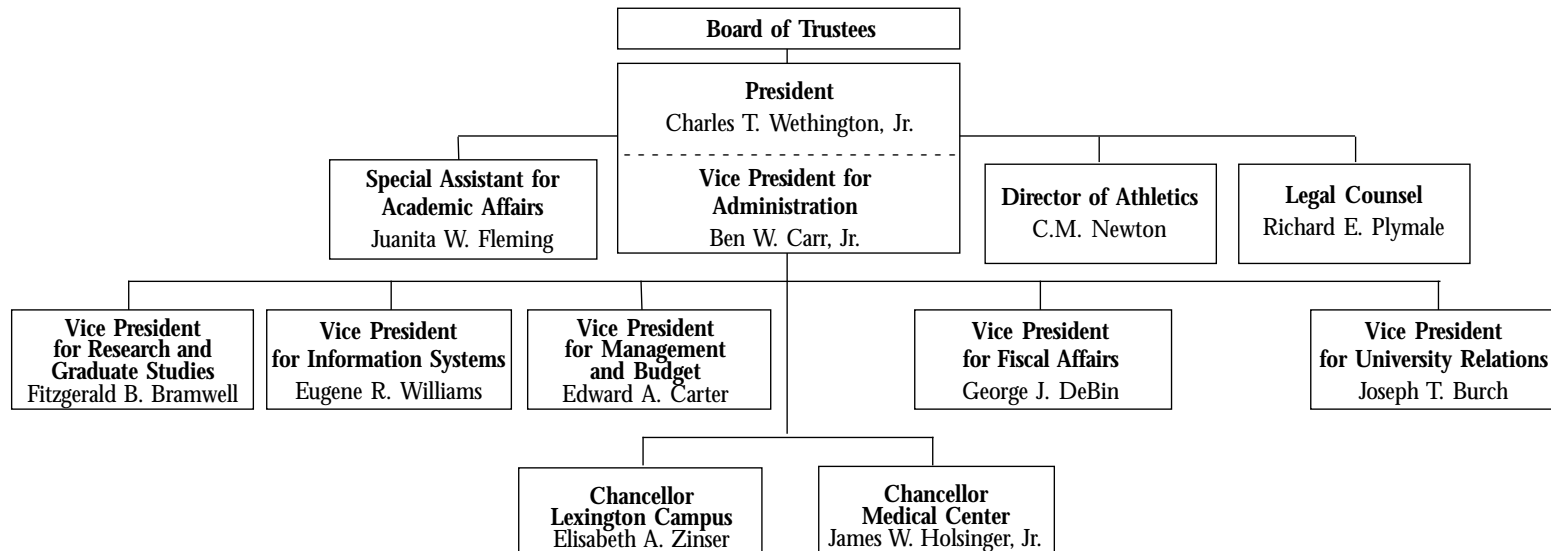 Board of Trustees
President
Charles T. Wethington, Jr.
Vice President for
Administration
Ben W. Carr, Jr.
Special Assistant for
Academic Affairs
Juanita W. Fleming
Director of Athletics
C.M. Newton
Legal Counsel
Richard E. Plymale
Vice President
for Research and
Graduate Studies
Fitzgerald B. Bramwell
Vice President
for Information Systems
Eugene R. Williams
Vice President
for Management
and Budget
Edward A. Carter
Vice President
for Fiscal Affairs
George J. DeBin
Vice President
for University Relations
Joseph T. Burch
Chancellor
Lexington Campus
Elisabeth A. Zinser
Chancellor
Medical Center
James W. Holsinger, Jr.